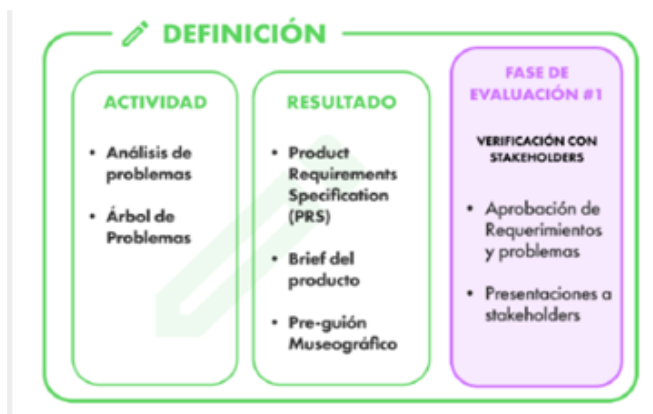 DEFINICIÓN
ACTIVIDAD
• Análisis de
problemas
• Árbol de
Problemas
RESULTADO
• Product
Requirements
Specification
(PRS)
• Brief del
producto
• Pre-guión
Museográfico
FASE DE
EVALUACIÓN #1
VERIFICACIÓN CON
STAKEHOLDERS
• Aprobación de
Requerimientos
y problemas
• Presentaciones a
stakeholders